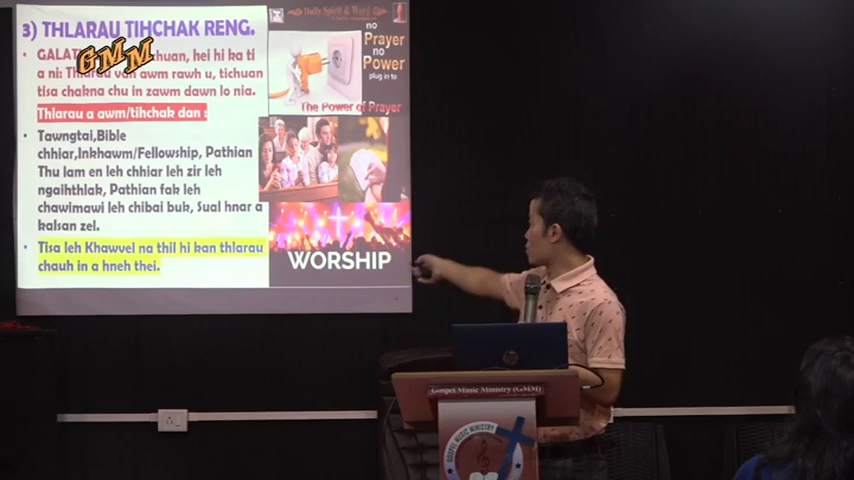 3) THLARAU TIHCHAK RENG.
GMM
chuan, hei hi ka ti
a ni: Thlarau van awm rawh u, tichuan
tisa chakna chu in zawm dawn lo nia.
Thlarau a awm/tihchak dan :
Tawngtai,Bible
chhiar,Inkhawm/Fellowship, Pathian
Thu lam en leh chhiar leh zir leh
ngaihthlak, Pathian fak leh
chawimawi leh chibai buk, Sual hnar a
kalsan zel.
Tisa leh Khawvel na thil hi kan thlarau
chauh in a hneh thei.
Daily Spirit & Word
no
Prayer
no
Power
plug in to
The Power of Prayer
WORSHIP
Gospel Music Ministry (GMM)
GOSPEL MUSIC MINISTRY